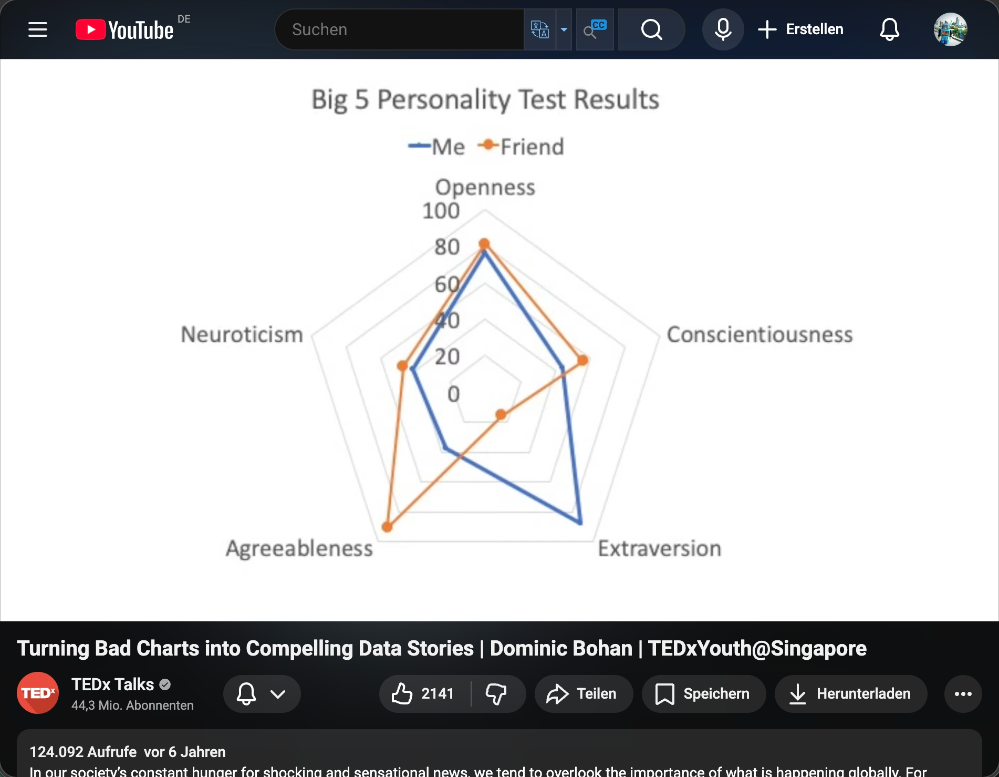 YouTube DE
Suchen
CC
Erstellen
Big 5 Personality Test Results
Me Friend
Openness
100
80
60
40
20
0
Neuroticism
Conscientiousness
Agreeableness
Extraversion
Turning Bad Charts into Compelling Data Stories | Dominic Bohan | TEDxYouth@Singapore
TEDx
TEDx Talks
44,3 Mio. Abonnenten
2141
Teilen
Speichern
Herunterladen
124.092 Aufrufe vor 6 Jahren
In our society’s constant hunger for shocking and sensational news, we tend to overlook the importance of what is happening globally. For